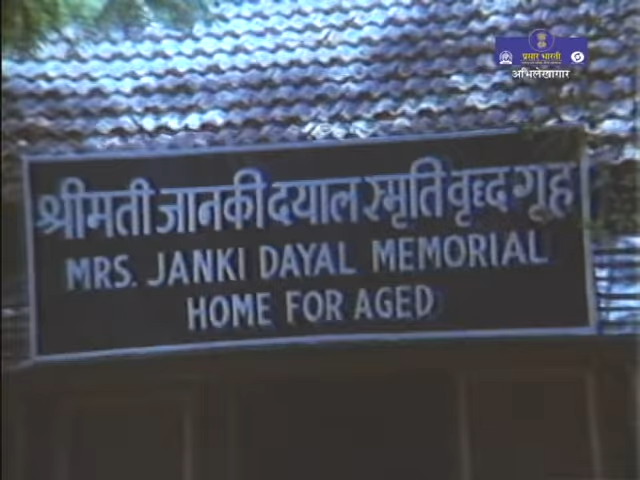 प्रसार भारती
अभिलेखागार
श्रीमती जानकी दयाल स्मृति वृध्द गृह
MRS. JANKI DAYAL MEMORIAL
HOME FOR AGED